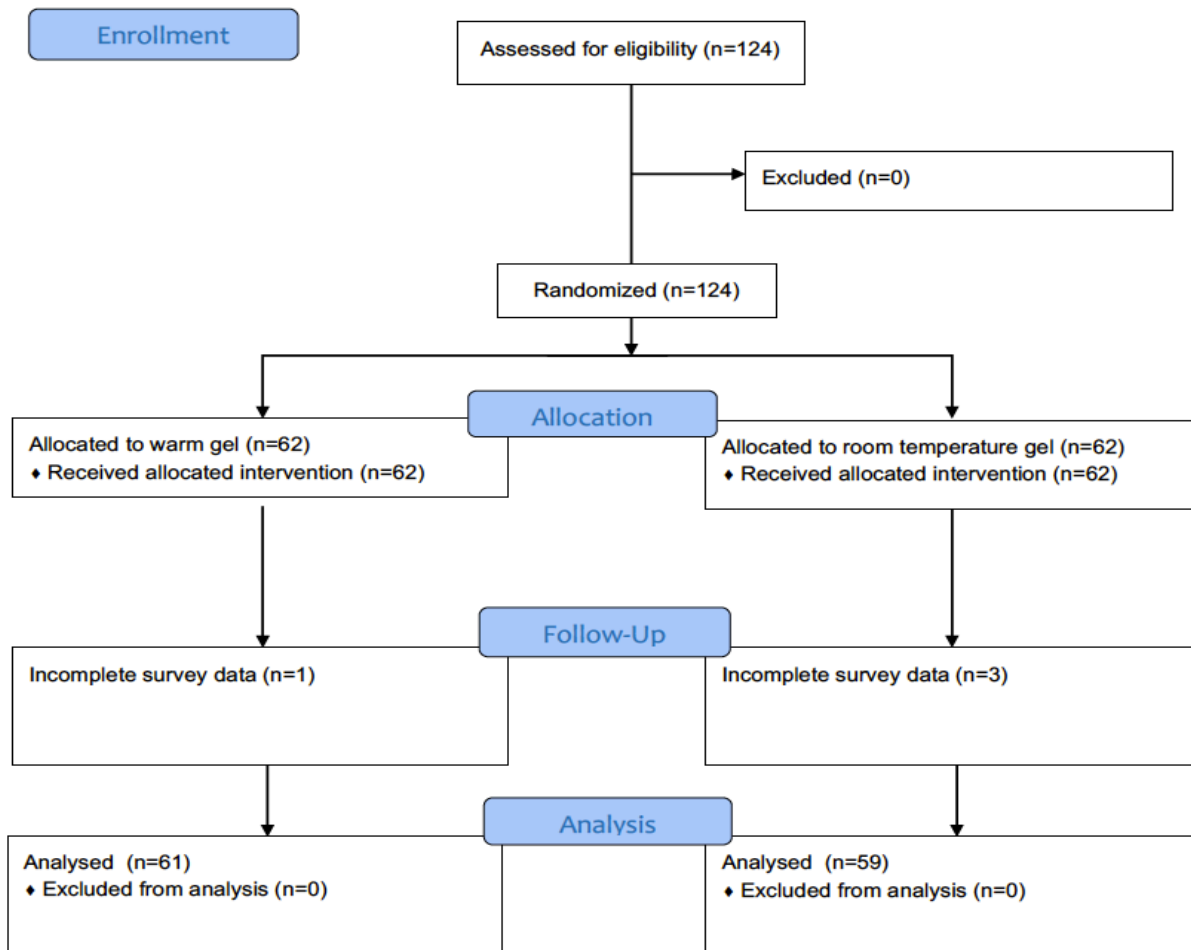 Enrollment
Assessed for eligibility (n=124)
Excluded (n=0)
Randomized (n=124)
Allocation
Allocated to warm gel (n=62)
♦ Received allocated intervention (n=62)
Allocated to room temperature gel (n=62)
♦ Received allocated intervention (n=62)
Follow-Up
Incomplete survey data (n=1)
Incomplete survey data (n=3)
Analysis
Analysed (n=61)
♦ Excluded from analysis (n=0)
Analysed (n=59)
♦ Excluded from analysis (n=0)